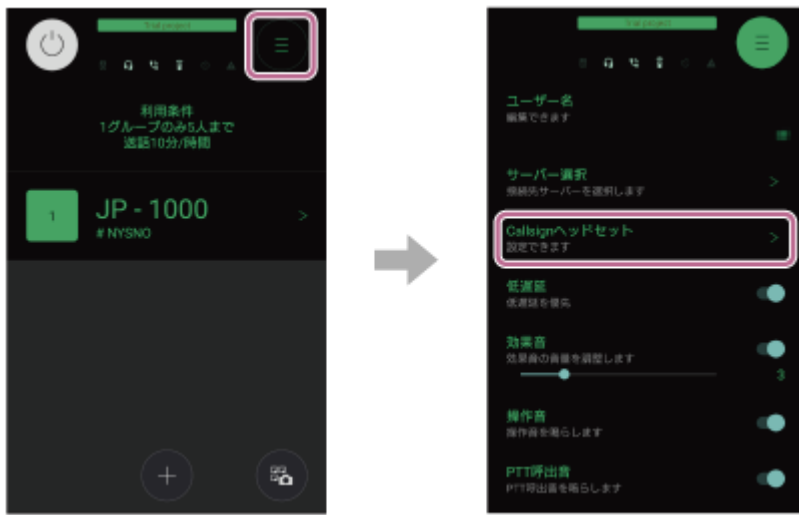 Trial project
利用条件
1グループのみ5人まで
送話10分/時間
1
JP - 1000
# NYSNO
Trial project
ユーザー名
編集できます
サーバー選択
接続先サーバーを選択します
Callsignヘッドセット
設定できます
低遅延
低遅延を優先
効果音
効果音の音量を調整します
3
操作音
操作音を鳴らします
PTT呼出音
PTT呼出音を鳴らします